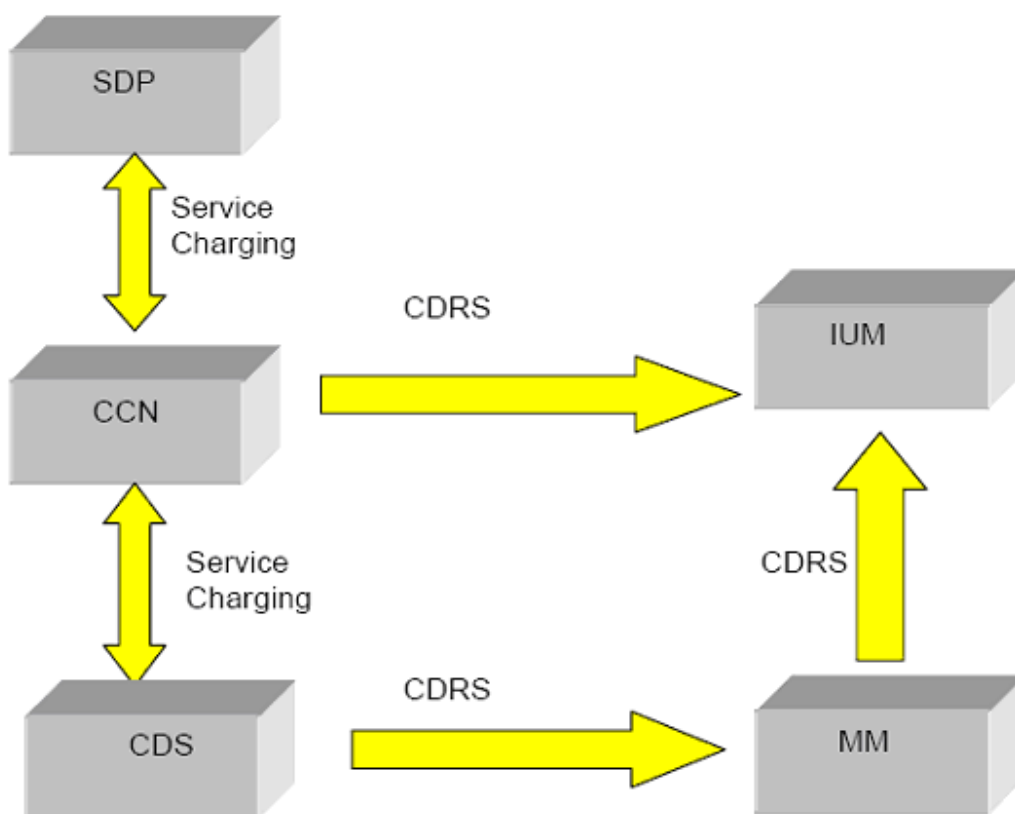 SDP
Service
Charging
CDRS
IUM
CCN
Service
Charging
CDRS
CDRS
CDS
MM